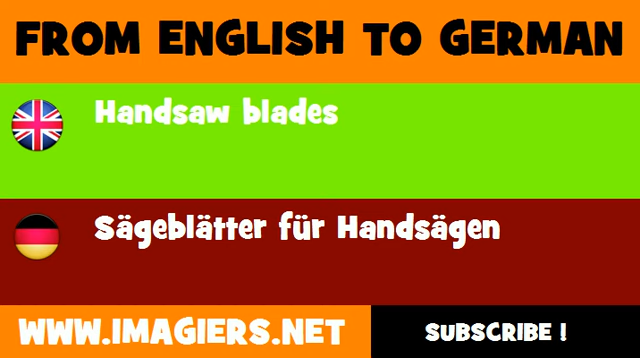 FROM ENGLISH TO GERMAN
Handsaw blades
Sägeblätter für Handsägen
WWW.IMAGIERS.NET
SUBSCRIBE !